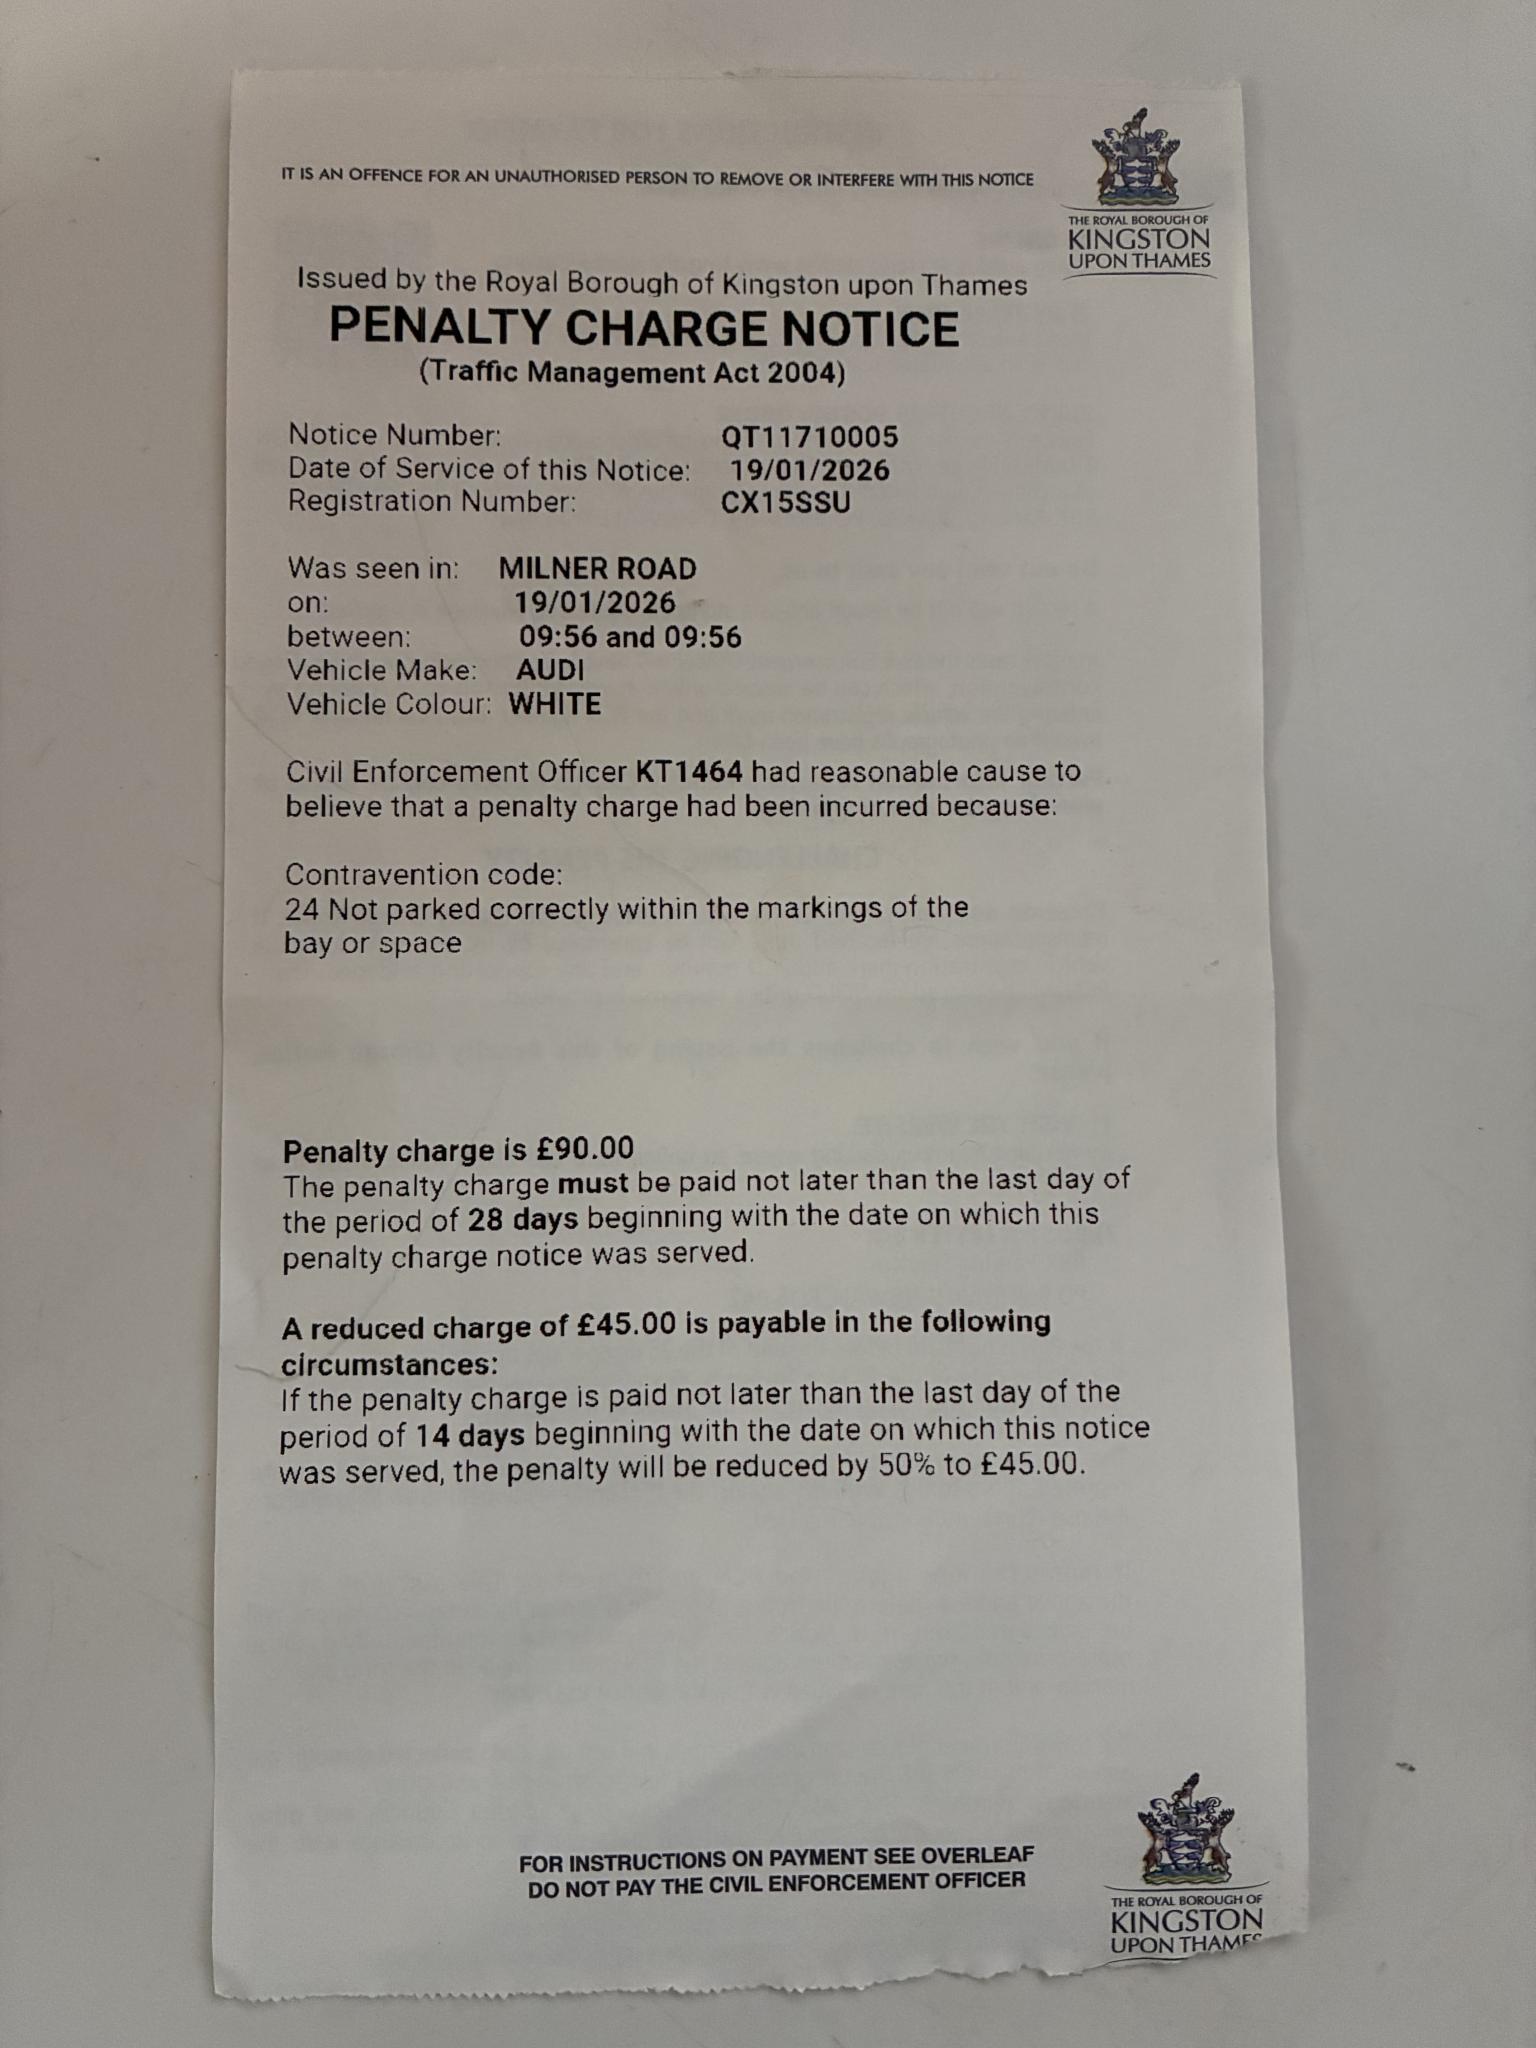 IT IS AN OFFENCE FOR AN UNAUTHORISED PERSON TO REMOVE OR INTERFERE WITH THIS NOTICE
THE ROYAL BOROUGH OF
KINGSTON
UPON THAMES
Issued by the Royal Borough of Kingston upon Thames
PENALTY CHARGE NOTICE
(Traffic Management Act 2004)
Notice Number: QT11710005
Date of Service of this Notice: 19/01/2026
Registration Number: CX15SSU
Was seen in: MILNER ROAD
on: 19/01/2026
between: 09:56 and 09:56
Vehicle Make: AUDI
Vehicle Colour: WHITE
Civil Enforcement Officer KT1464 had reasonable cause to
believe that a penalty charge had been incurred because:
Contravention code:
24 Not parked correctly within the markings of the
bay or space
Penalty charge is £90.00
The penalty charge must be paid not later than the last day of
the period of 28 days beginning with the date on which this
penalty charge notice was served.
A reduced charge of £45.00 is payable in the following
circumstances:
If the penalty charge is paid not later than the last day of the
period of 14 days beginning with the date on which this notice
was served, the penalty will be reduced by 50% to £45.00.
FOR INSTRUCTIONS ON PAYMENT SEE OVERLEAF
DO NOT PAY THE CIVIL ENFORCEMENT OFFICER
THE ROYAL BOROUGH OF
KINGSTON
UPON THAMES